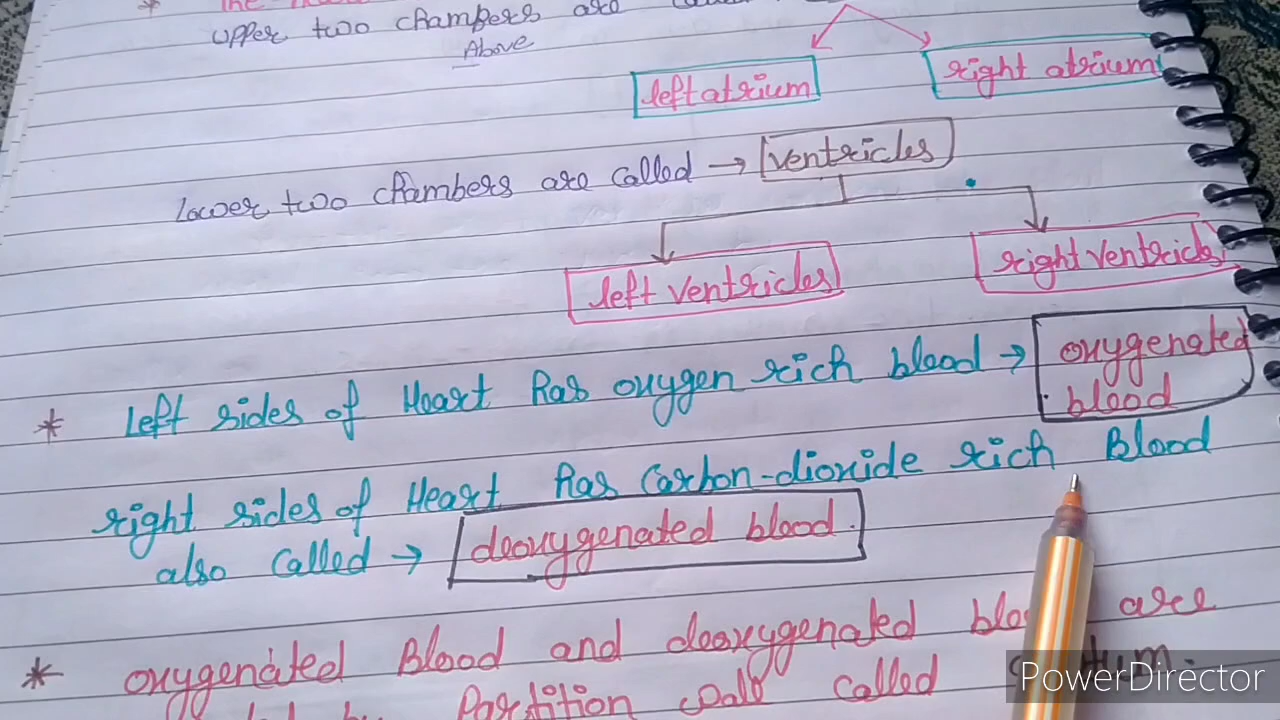 upper two chambers are
Above
left atrium
right atrium
lower two chambers are called → ventricles
left ventricles
right ventricles
* left sides of Heart has oxygen rich blood → oxygenated
blood
right sides of Heart has Carbon-dioxide rich Blood
also called → deoxygenated blood.
* oxygenated Blood and deoxygenated are
Partition wall called
PowerDirector